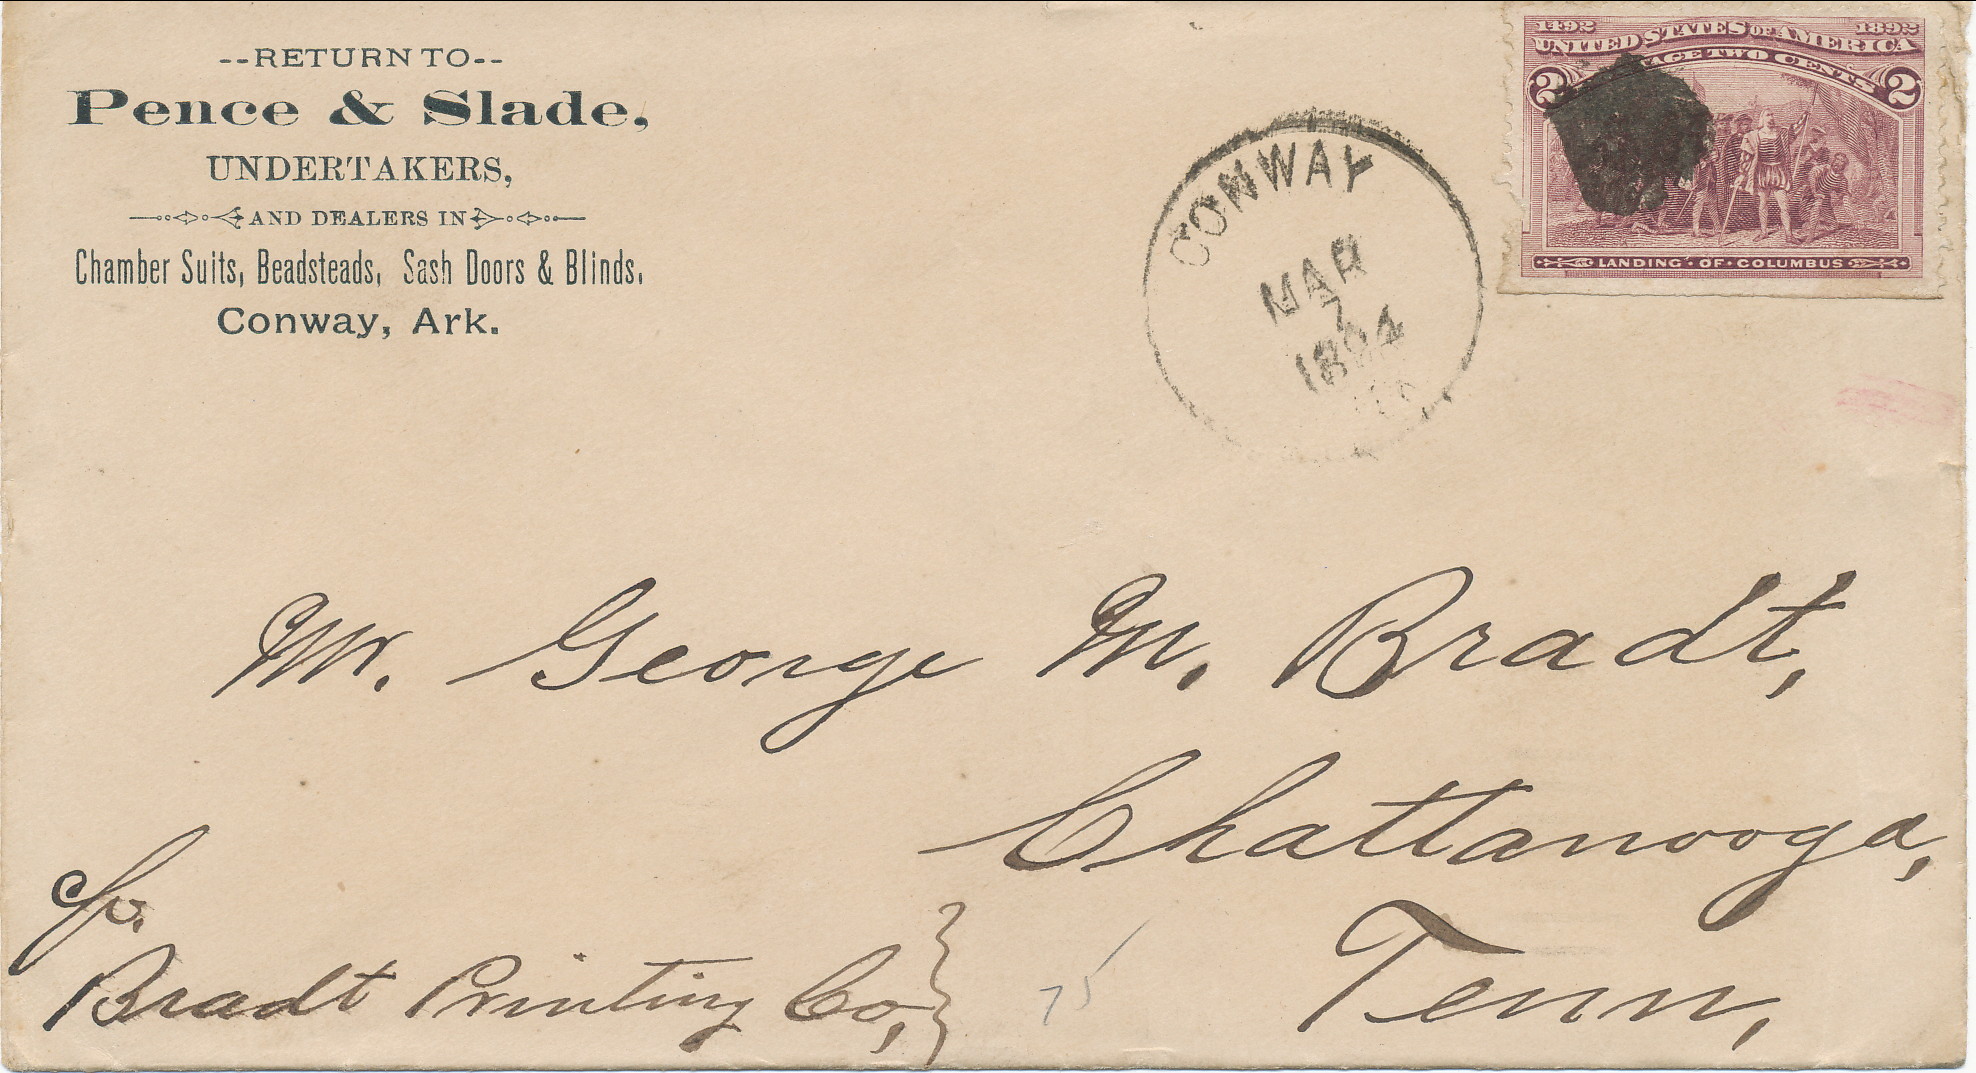 --RETURN TO--
Pence & Slade,
UNDERTAKERS,
AND DEALERS IN
Chamber Suits, Beadsteads, Sash Doors & Blinds.
Conway, Ark.
CONWAY
MAR
7
1894
1492 1892
UNITED STATES OF AMERICA
TWO CENTS
2 2
LANDING · OF · COLUMBUS
Mr. George M. Bradt,
Chattanooga,
Tenn,
c/o.
Bradt Printing Co,
75